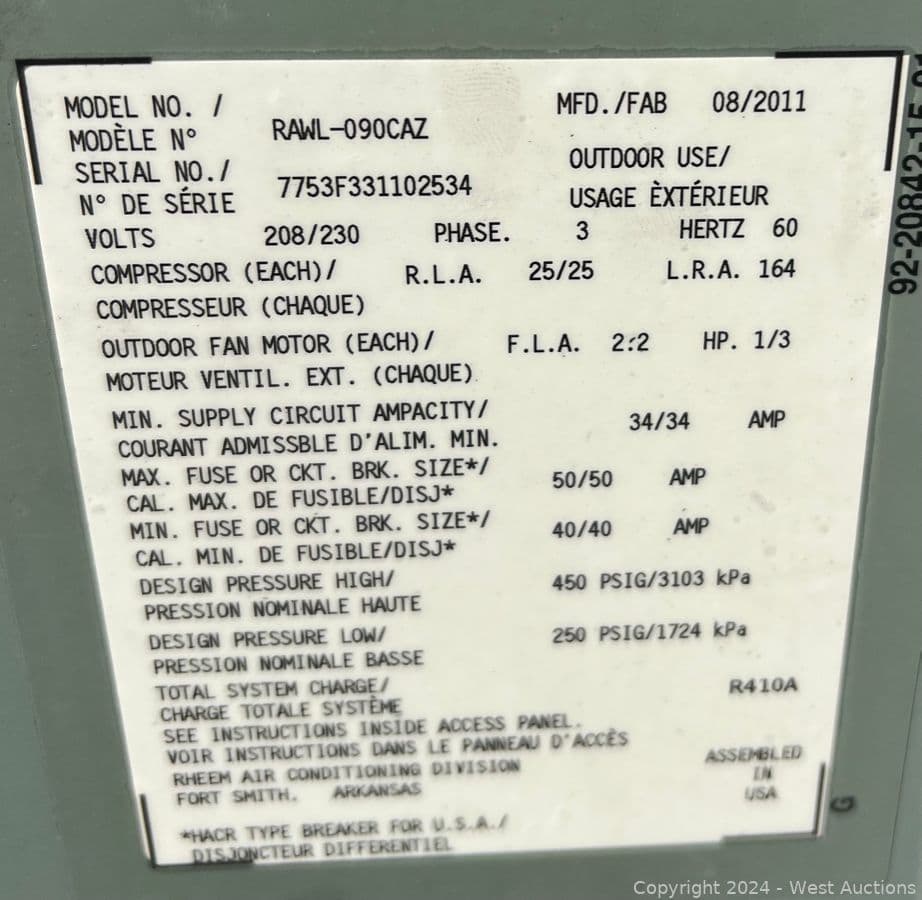 MODEL NO. / MFD./FAB 08/2011
MODÈLE N° RAWL-090CAZ
SERIAL NO./ OUTDOOR USE/
N° DE SÉRIE 7753F331102534 USAGE ÈXTÉRIEUR
VOLTS 208/230 PHASE. 3 HERTZ 60
COMPRESSOR (EACH)/ R.L.A. 25/25 L.R.A. 164
COMPRESSEUR (CHAQUE)
OUTDOOR FAN MOTOR (EACH)/ F.L.A. 2.2 HP. 1/3
MOTEUR VENTIL. EXT. (CHAQUE)
MIN. SUPPLY CIRCUIT AMPACITY/ 34/34 AMP
COURANT ADMISSBLE D'ALIM. MIN.
MAX. FUSE OR CKT. BRK. SIZE*/ 50/50 AMP
CAL. MAX. DE FUSIBLE/DISJ*
MIN. FUSE OR CKT. BRK. SIZE*/ 40/40 AMP
CAL. MIN. DE FUSIBLE/DISJ*
DESIGN PRESSURE HIGH/ 450 PSIG/3103 kPa
PRESSION NOMINALE HAUTE
DESIGN PRESSURE LOW/ 250 PSIG/1724 kPa
PRESSION NOMINALE BASSE
TOTAL SYSTEM CHARGE/ R410A
CHARGE TOTALE SYSTÈME
SEE INSTRUCTIONS INSIDE ACCESS PANEL.
VOIR INSTRUCTIONS DANS LE PANNEAU D'ACCÈS
RHEEM AIR CONDITIONING DIVISION ASSEMBLED
FORT SMITH, ARKANSAS IN
USA
*HACR TYPE BREAKER FOR U.S.A./
DISJONCTEUR DIFFERENTIEL
G
Copyright 2024 - West Auctions